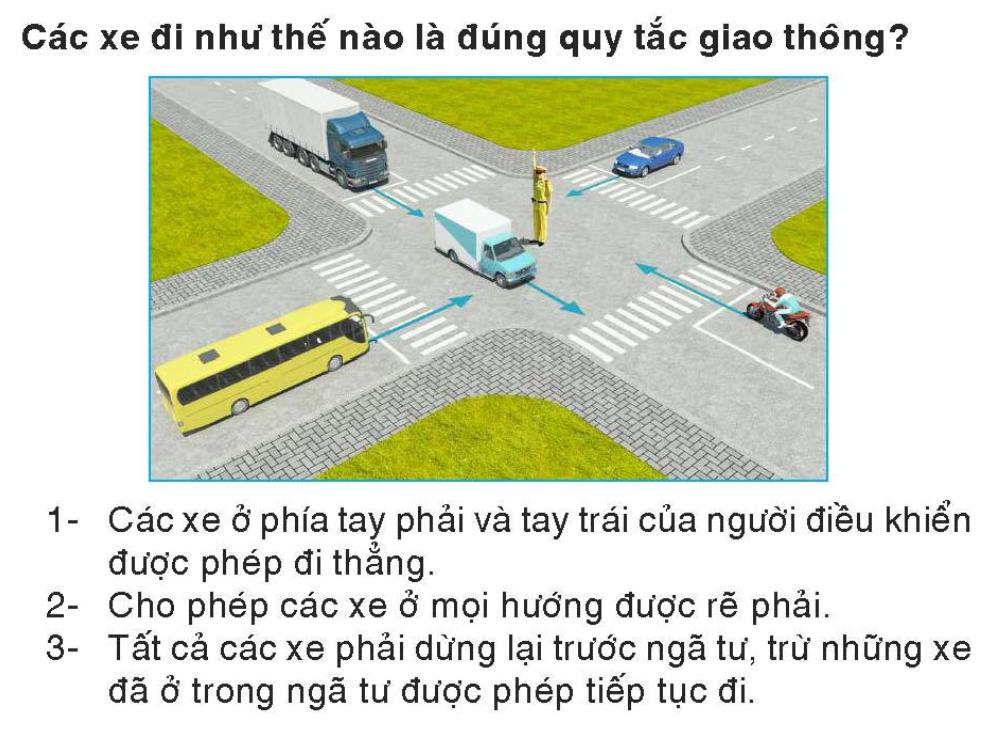 Các xe đi như thế nào là đúng quy tắc giao thông?
1- Các xe ở phía tay phải và tay trái của người điều khiển
được phép đi thẳng.
2- Cho phép các xe ở mọi hướng được rẽ phải.
3- Tất cả các xe phải dừng lại trước ngã tư, trừ những xe
đã ở trong ngã tư được phép tiếp tục đi.